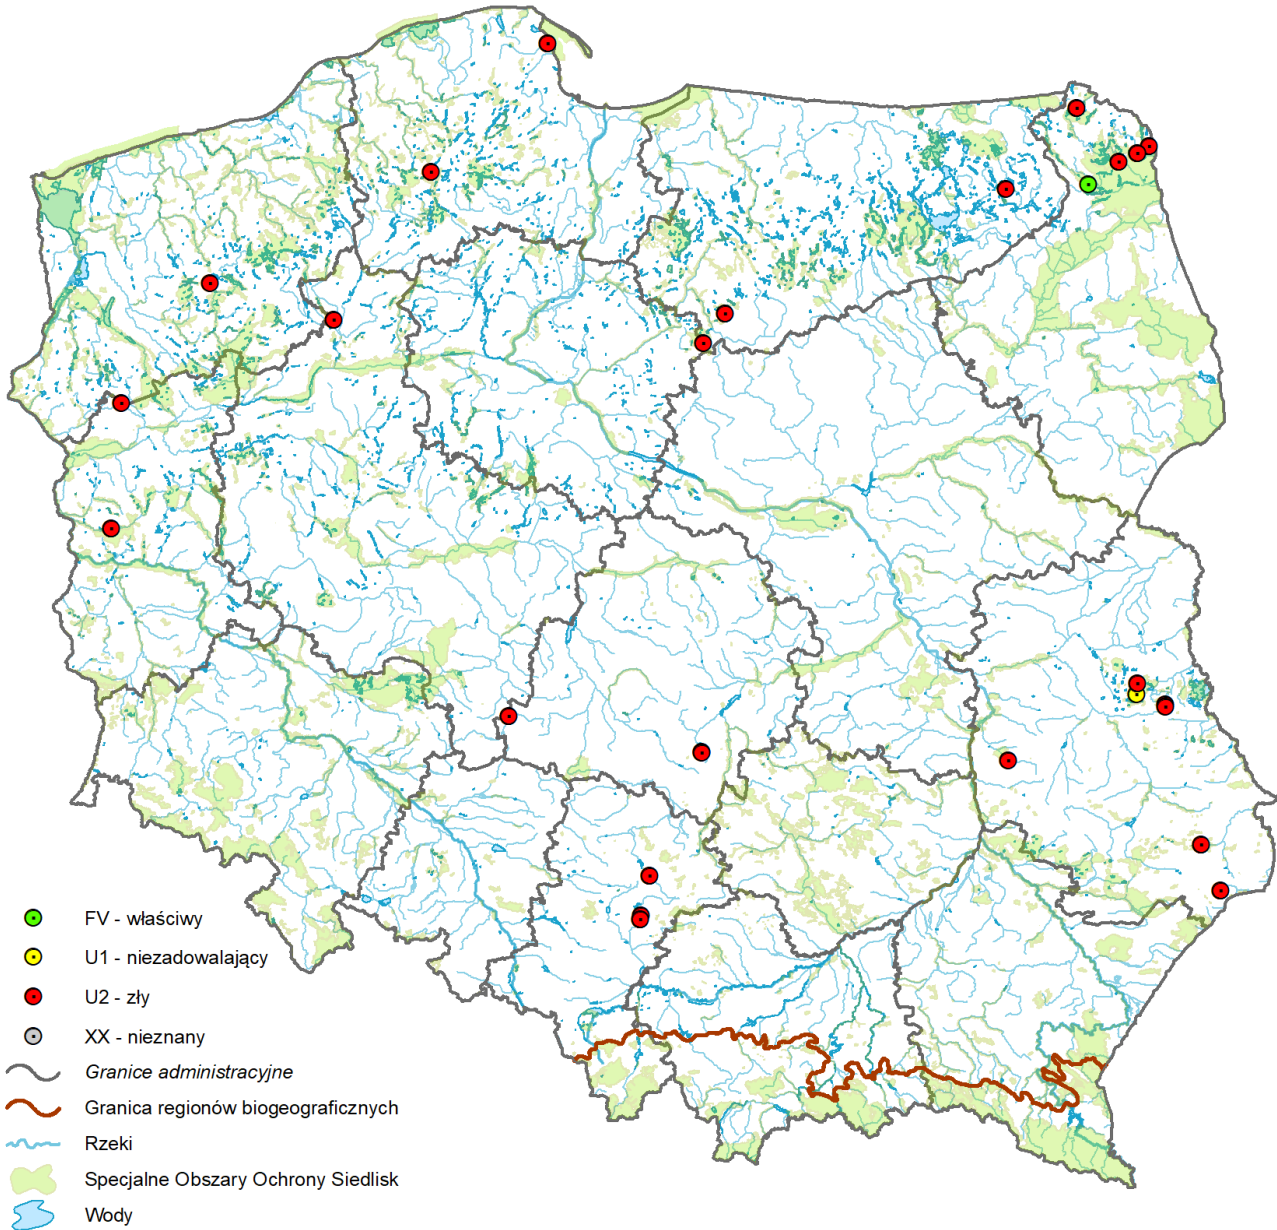 FV - właściwy
U1 - niezadowalający
U2 - zły
XX - nieznany
Granice administracyjne
Granica regionów biogeograficznych
Rzeki
Specjalne Obszary Ochrony Siedlisk
Wody